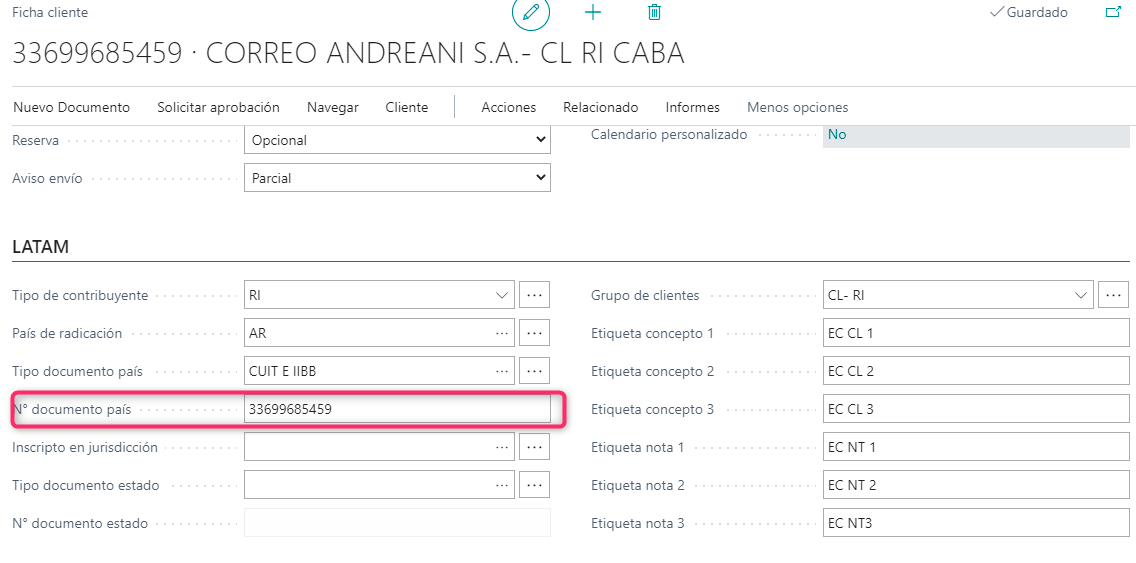 Ficha cliente
Guardado
33699685459 · CORREO ANDREANI S.A.- CL RI CABA
Nuevo Documento Solicitar aprobación Navegar Cliente Acciones Relacionado Informes Menos opciones
Reserva Opcional Calendario personalizado No
Aviso envío Parcial
LATAM
Tipo de contribuyente RI Grupo de clientes CL- RI
País de radicación AR Etiqueta concepto 1 EC CL 1
Tipo documento país CUIT E IIBB Etiqueta concepto 2 EC CL 2
N° documento país 33699685459 Etiqueta concepto 3 EC CL 3
Inscripto en jurisdicción Etiqueta nota 1 EC NT 1
Tipo documento estado Etiqueta nota 2 EC NT 2
N° documento estado Etiqueta nota 3 EC NT3